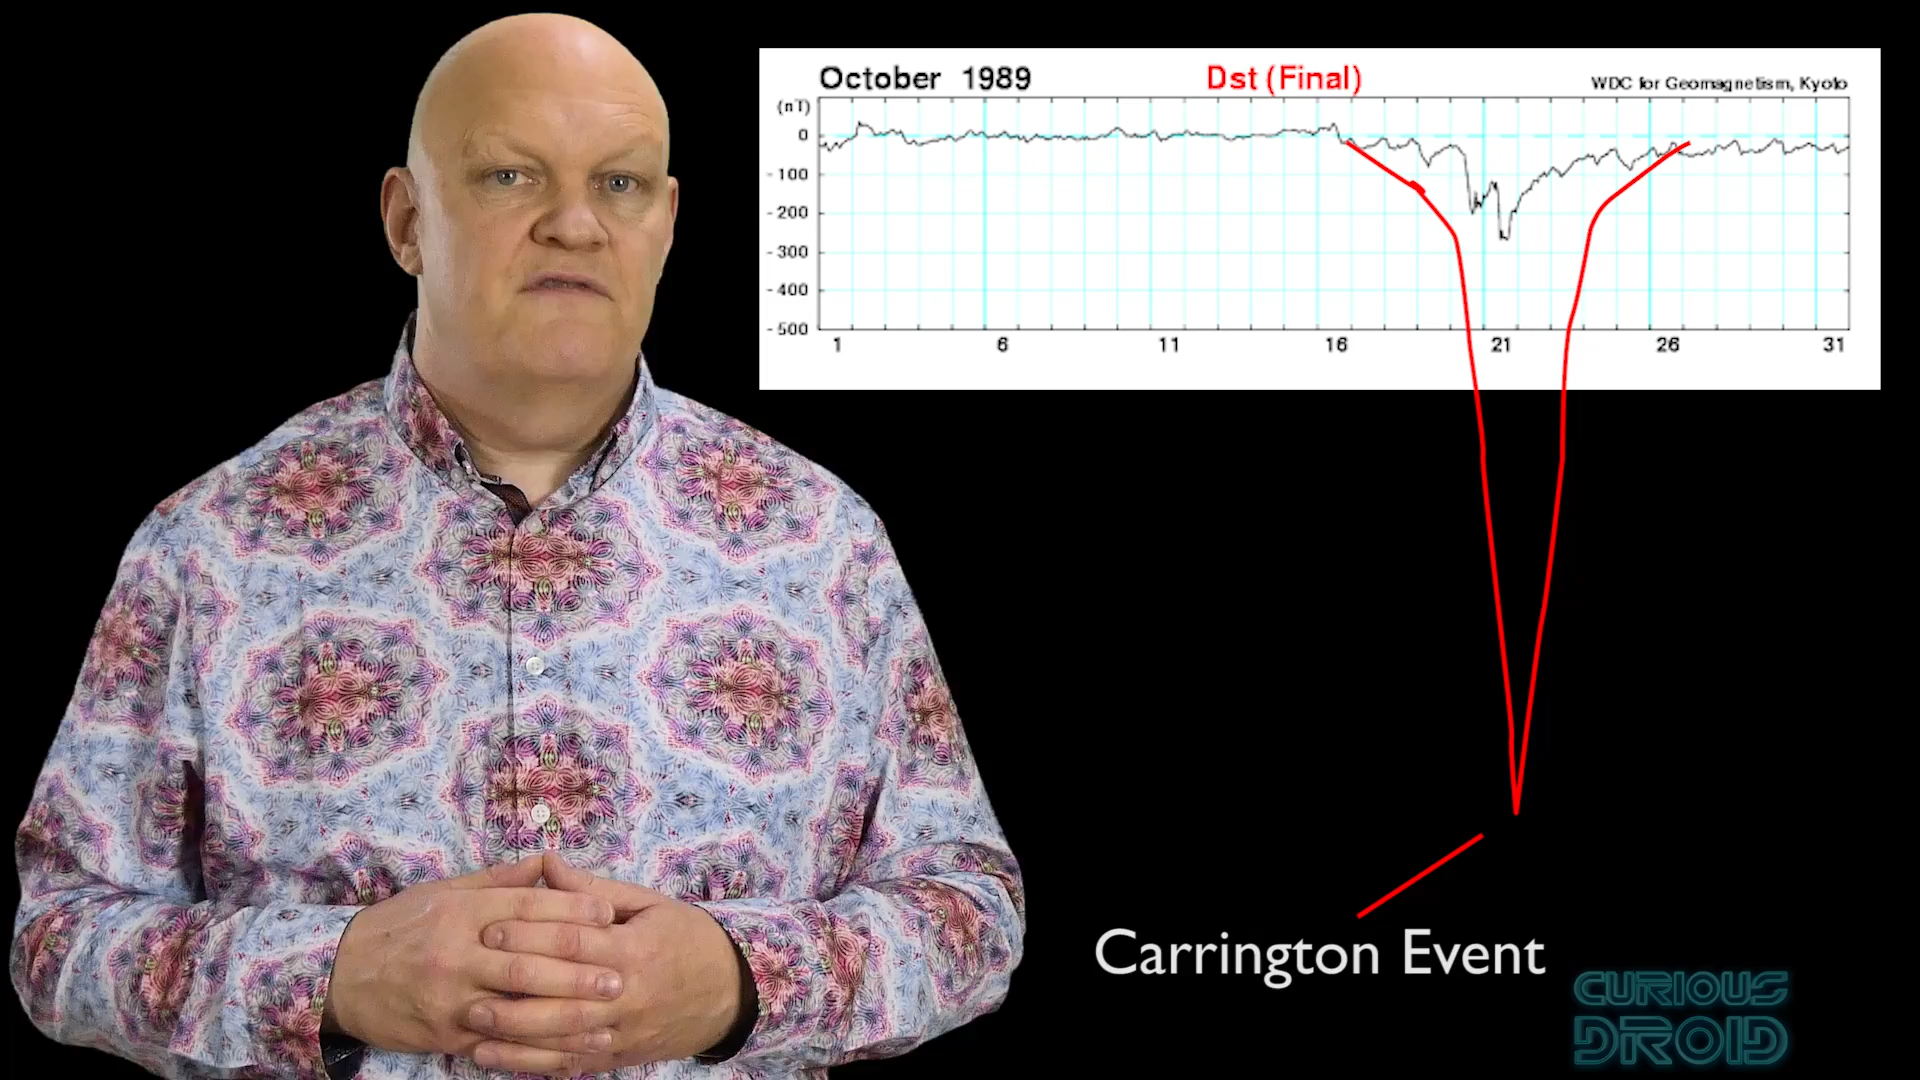 October 1989 Dst (Final) WDC for Geomagnetism, Kyoto
(nT)
0
-100
-200
-300
-400
-500
1 6 11 16 21 26 31
Carrington Event
CURIOUS
DROID